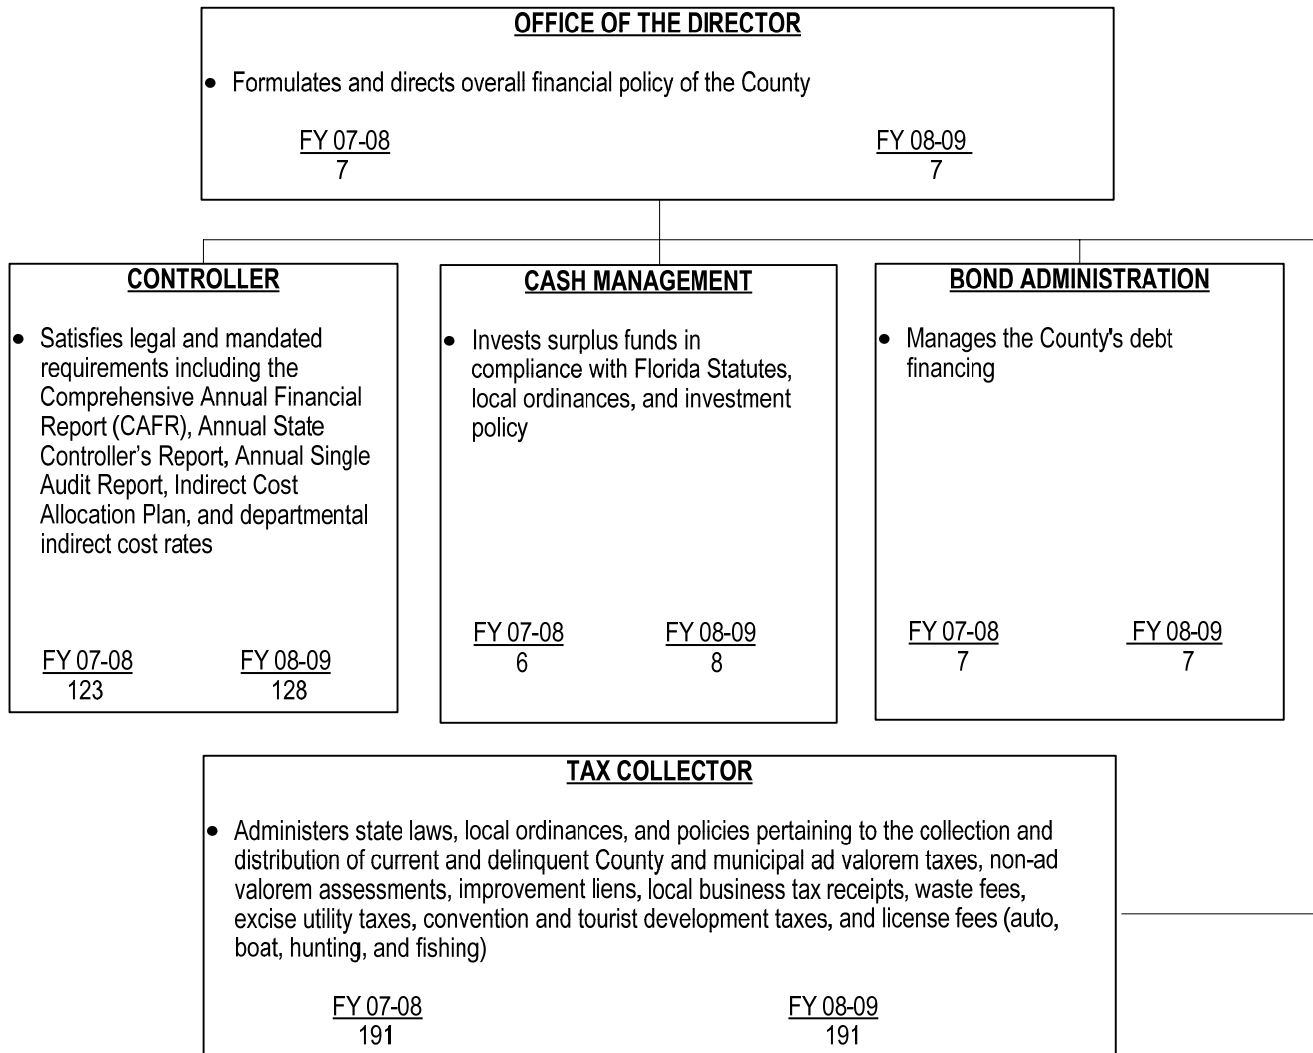 OFFICE OF THE DIRECTOR
• Formulates and directs overall financial policy of the County
FY 07-08 FY 08-09
7 7
CONTROLLER
• Satisfies legal and mandated
requirements including the
Comprehensive Annual Financial
Report (CAFR), Annual State
Controller’s Report, Annual Single
Audit Report, Indirect Cost
Allocation Plan, and departmental
indirect cost rates
FY 07-08 FY 08-09
123 128
CASH MANAGEMENT
• Invests surplus funds in
compliance with Florida Statutes,
local ordinances, and investment
policy
FY 07-08 FY 08-09
6 8
BOND ADMINISTRATION
• Manages the County's debt
financing
FY 07-08 FY 08-09
7 7
TAX COLLECTOR
• Administers state laws, local ordinances, and policies pertaining to the collection and
distribution of current and delinquent County and municipal ad valorem taxes, non-ad
valorem assessments, improvement liens, local business tax receipts, waste fees,
excise utility taxes, convention and tourist development taxes, and license fees (auto,
boat, hunting, and fishing)
FY 07-08 FY 08-09
191 191